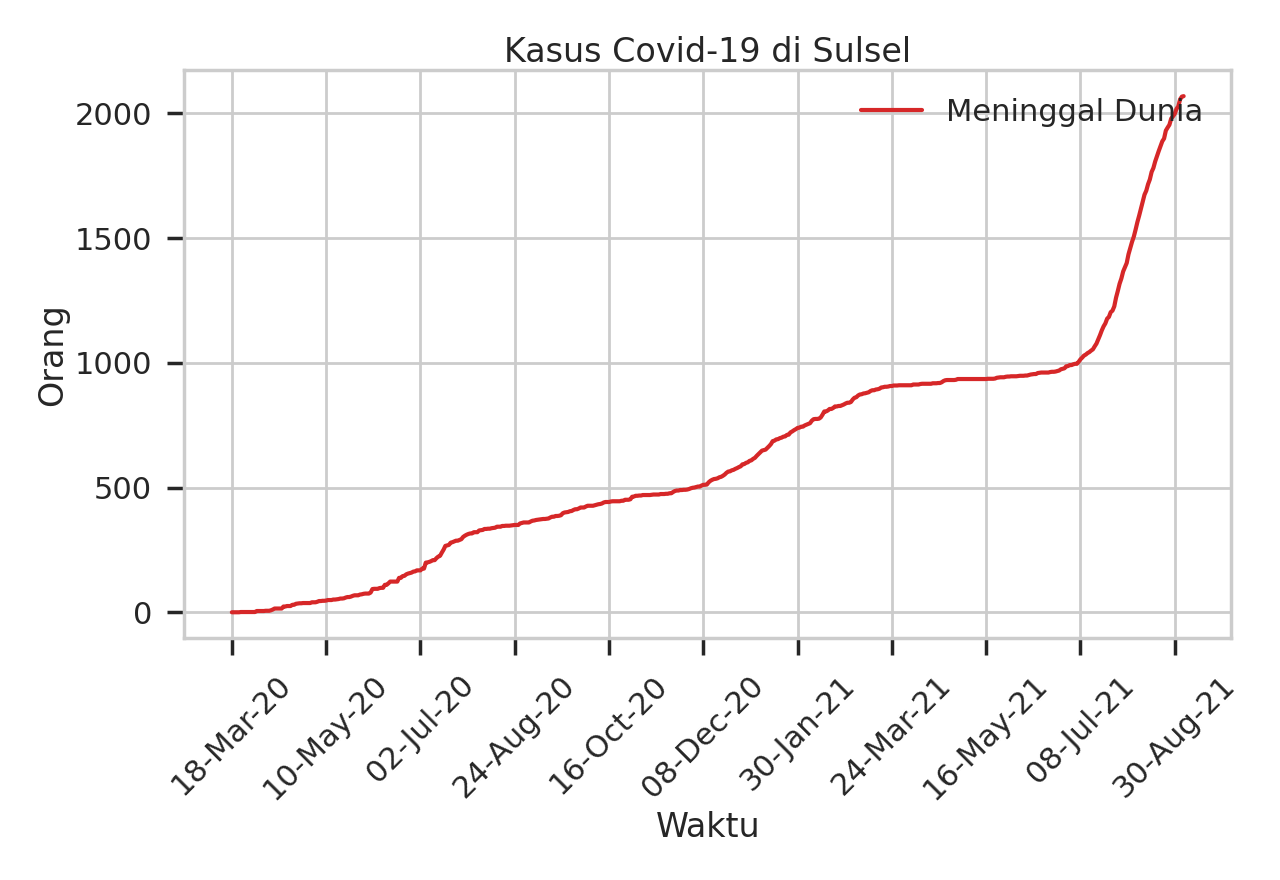 Kasus Covid-19 di Sulsel
Meninggal Dunia
Orang
2000
1500
1000
500
0
18-Mar-20
10-May-20
02-Jul-20
24-Aug-20
16-Oct-20
08-Dec-20
30-Jan-21
24-Mar-21
16-May-21
08-Jul-21
30-Aug-21
Waktu